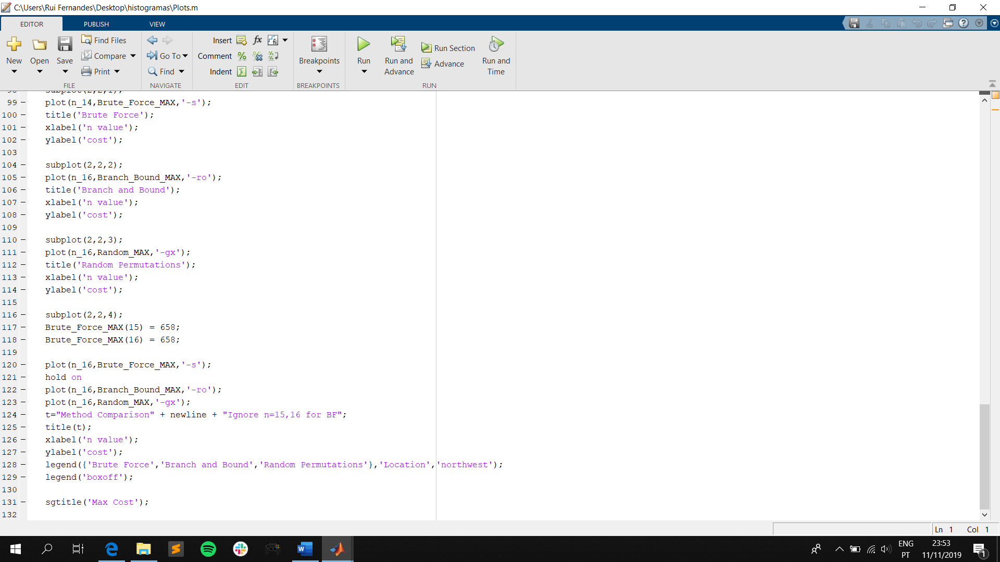 C:\Users\Rui Fernandes\Desktop\histogramas\Plots.m
EDITOR PUBLISH VIEW
New Open Save Find Files Compare Print
FILE
Go To Find
NAVIGATE
Insert fx fi
Comment
Indent
EDIT
Breakpoints
BREAKPOINTS
Run Run and Advance Run Section Advance Run and Time
RUN
98 subplot(2,2,1);
99 – plot(n_14,Brute_Force_MAX,'-s');
100 – title('Brute Force');
101 – xlabel('n value');
102 – ylabel('cost');
103
104 – subplot(2,2,2);
105 – plot(n_16,Branch_Bound_MAX,'-ro');
106 – title('Branch and Bound');
107 – xlabel('n value');
108 – ylabel('cost');
109
110 – subplot(2,2,3);
111 – plot(n_16,Random_MAX,'-gx');
112 – title('Random Permutations');
113 – xlabel('n value');
114 – ylabel('cost');
115
116 – subplot(2,2,4);
117 – Brute_Force_MAX(15) = 658;
118 – Brute_Force_MAX(16) = 658;
119
120 – plot(n_16,Brute_Force_MAX,'-s');
121 – hold on
122 – plot(n_16,Branch_Bound_MAX,'-ro');
123 – plot(n_16,Random_MAX,'-gx');
124 – t="Method Comparison" + newline + "Ignore n=15,16 for BF";
125 – title(t);
126 – xlabel('n value');
127 – ylabel('cost');
128 – legend({'Brute Force','Branch and Bound','Random Permutations'},'Location','northwest');
129 – legend('boxoff');
130
131 – sgtitle('Max Cost');
132
Ln 1 Col 1
ENG 23:53
PT 11/11/2019
1